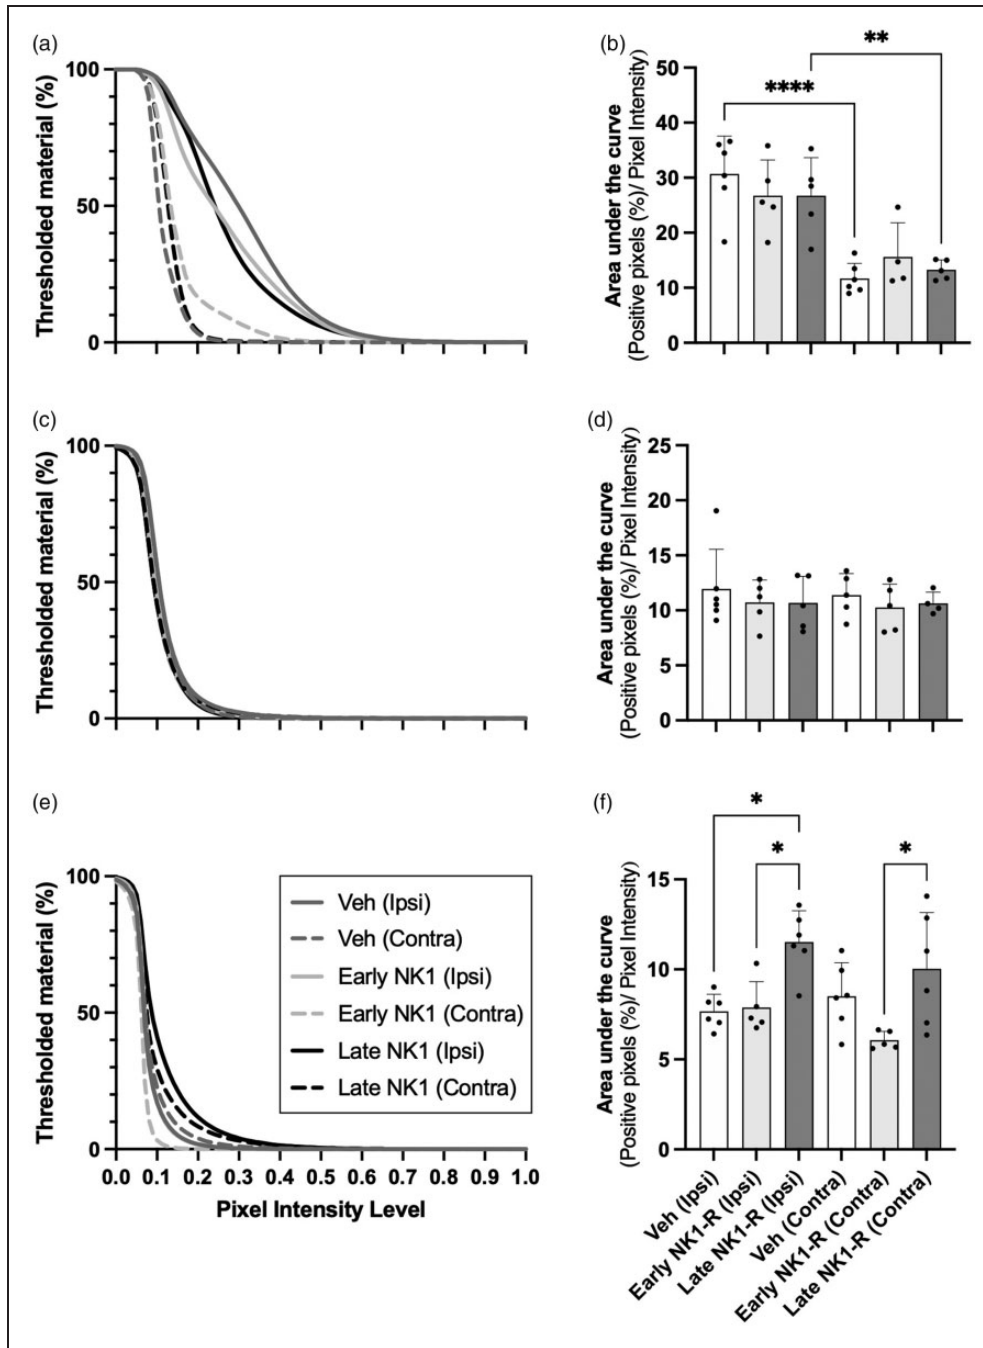 (a)
Thresholded material (%)
100
50
0
(b)
Area under the curve
(Positive pixels (%)/ Pixel Intensity)
50
40
30
20
10
0
****
**
(c)
Thresholded material (%)
100
50
0
(d)
Area under the curve
(Positive pixels (%)/ Pixel Intensity)
25
20
15
10
5
0
(e)
Thresholded material (%)
100
50
0
0.0 0.1 0.2 0.3 0.4 0.5 0.6 0.7 0.8 0.9 1.0
Pixel Intensity Level
Veh (Ipsi)
Veh (Contra)
Early NK1 (Ipsi)
Early NK1 (Contra)
Late NK1 (Ipsi)
Late NK1 (Contra)
(f)
Area under the curve
(Positive pixels (%)/ Pixel Intensity)
15
10
5
0
*
*
*
Veh (Ipsi)
Early NK1-R (Ipsi)
Late NK1-R (Ipsi)
Veh (Contra)
Early NK1-R (Contra)
Late NK1-R (Contra)